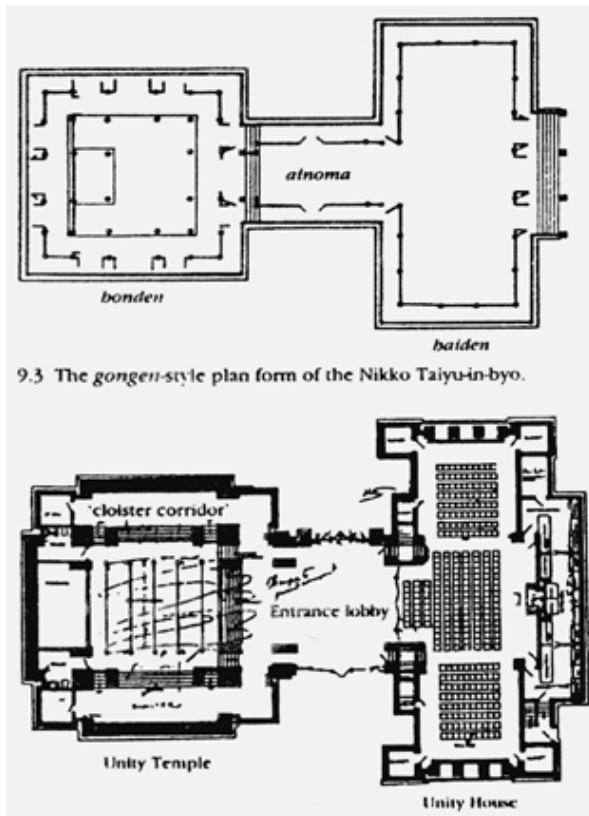 ainoma
honden
haiden
9.3 The gongen-style plan form of the Nikko Taiyu-in-byo.
'cloister corridor'
Entrance lobby
Unity Temple
Unity House